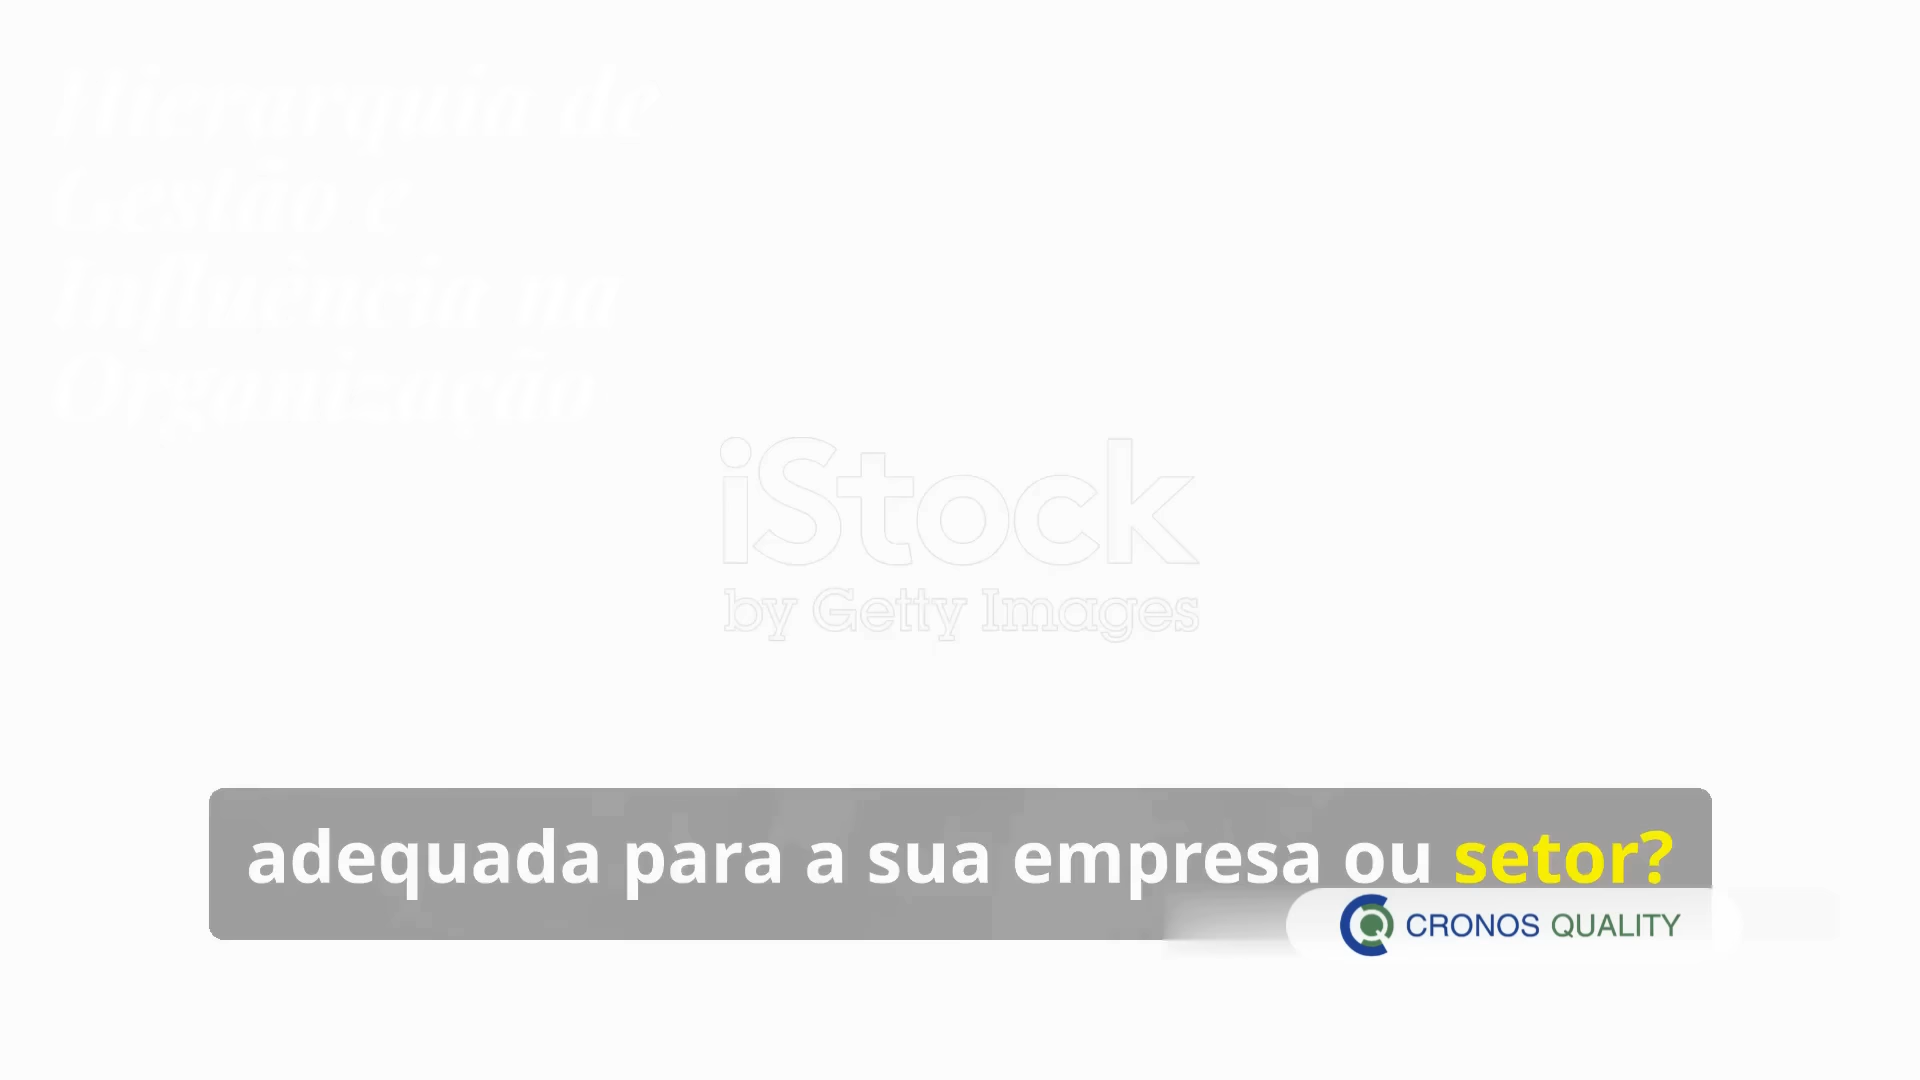 Hierarquia de
Gestão e
Influência na
Organização
iStock
by Getty Images
adequada para a sua empresa ou setor?
CRONOS QUALITY